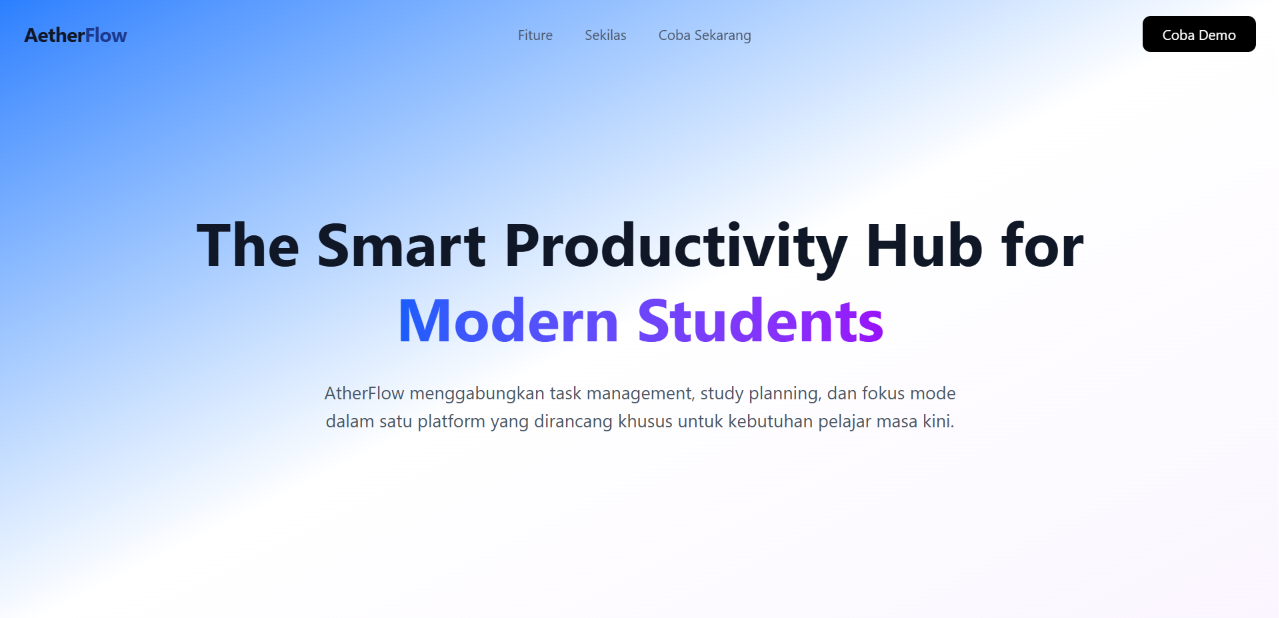 AetherFlow
Fiture
Sekilas
Coba Sekarang
Coba Demo
The Smart Productivity Hub for
Modern Students
AtherFlow menggabungkan task management, study planning, dan fokus mode
dalam satu platform yang dirancang khusus untuk kebutuhan pelajar masa kini.